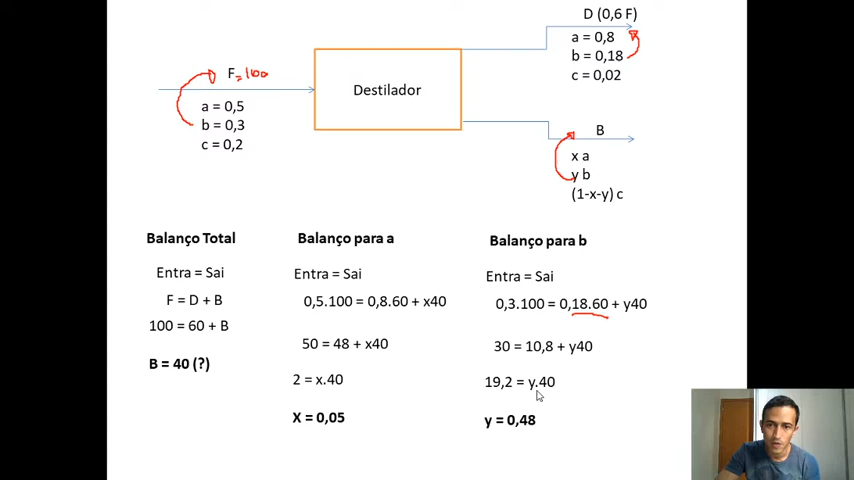 D (0,6 F)
a = 0,8
b = 0,18
c = 0,02
F = 100
a = 0,5
b = 0,3
c = 0,2
Destilador
B
x a
y b
(1-x-y) c
Balanço Total
Entra = Sai
F = D + B
100 = 60 + B
B = 40 (?)
Balanço para a
Entra = Sai
0,5.100 = 0,8.60 + x40
50 = 48 + x40
2 = x.40
X = 0,05
Balanço para b
Entra = Sai
0,3.100 = 0,18.60 + y40
30 = 10,8 + y40
19,2 = y.40
y = 0,48